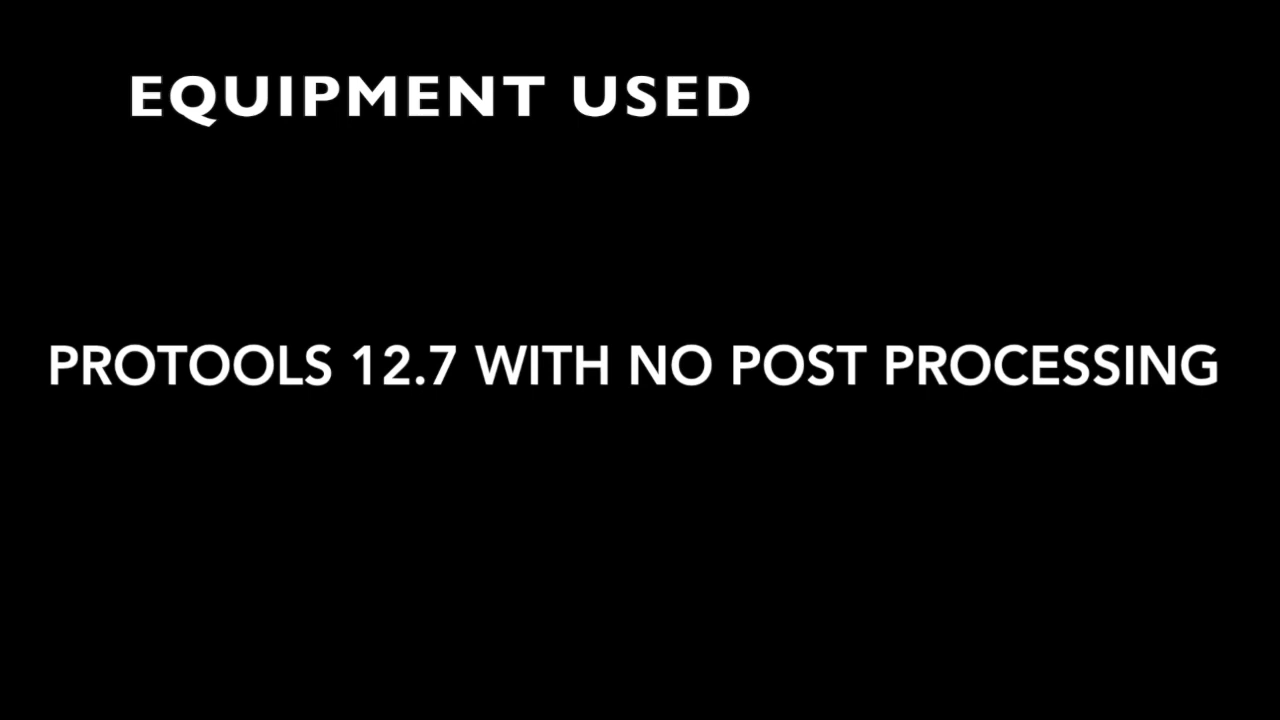 EQUIPMENT USED
PROTOOLS 12.7 WITH NO POST PROCESSING